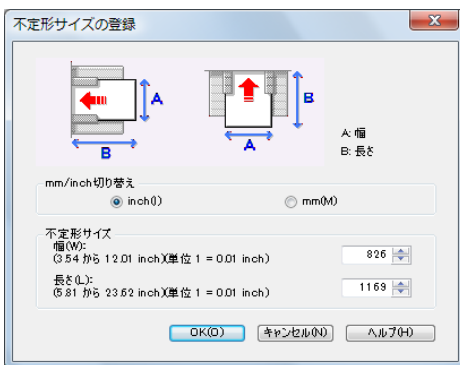 不定形サイズの登録
A
B
B
A
A: 幅
B: 長さ
mm/inch切り替え
inch(I)
mm(M)
不定形サイズ
幅(W):
(3.54 から 12.01 inch)(単位 1 = 0.01 inch)
826
長さ(L):
(5.81 から 23.62 inch)(単位 1 = 0.01 inch)
1169
OK(O)
キャンセル(N)
ヘルプ(H)